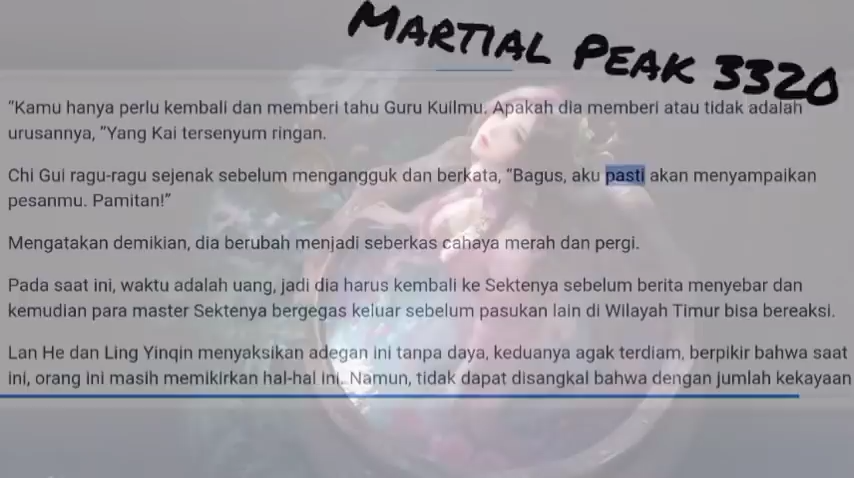 MARTIAL PEAK 3320
“Kamu hanya perlu kembali dan memberi tahu Guru Kuilmu. Apakah dia memberi atau tidak adalah
urusannya, “Yang Kai tersenyum ringan.
Chi Gui ragu-ragu sejenak sebelum mengangguk dan berkata, “Bagus, aku pasti akan menyampaikan
pesanmu. Pamitan!”
Mengatakan demikian, dia berubah menjadi seberkas cahaya merah dan pergi.
Pada saat ini, waktu adalah uang, jadi dia harus kembali ke Sektenya sebelum berita menyebar dan
kemudian para master Sektenya bergegas keluar sebelum pasukan lain di Wilayah Timur bisa bereaksi.
Lan He dan Ling Yinqin menyaksikan adegan ini tanpa daya, keduanya agak terdiam, berpikir bahwa saat
ini, orang ini masih memikirkan hal-hal ini. Namun, tidak dapat disangkal bahwa dengan jumlah kekayaan